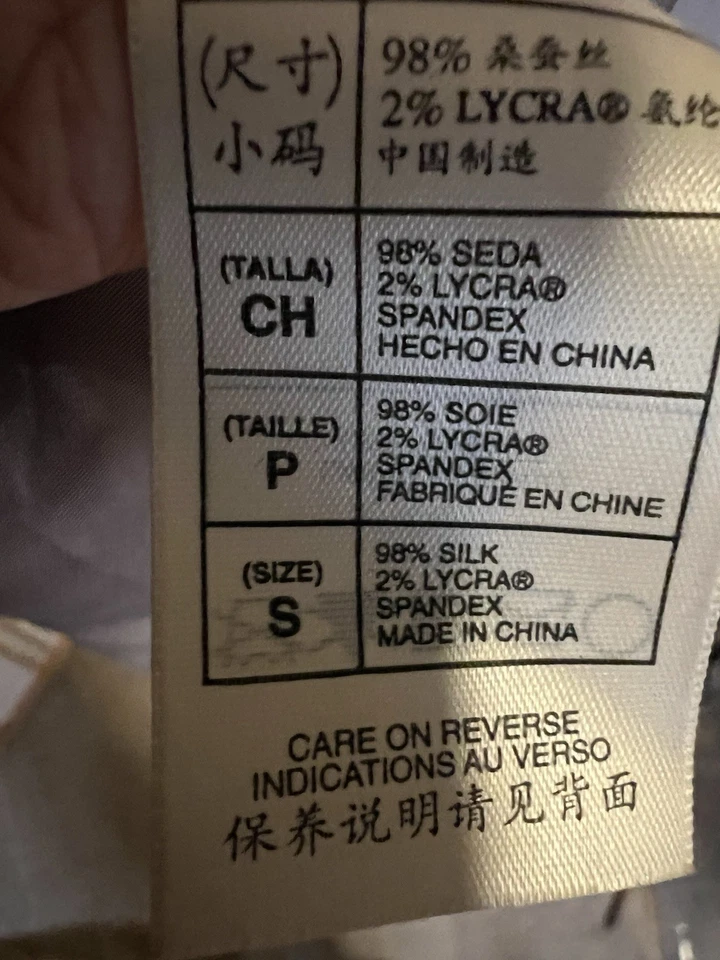 (尺寸)
小码
98% 桑蚕丝
2% LYCRA® 氨纶
中国制造
(TALLA)
CH
98% SEDA
2% LYCRA®
SPANDEX
HECHO EN CHINA
(TAILLE)
P
98% SOIE
2% LYCRA®
SPANDEX
FABRIQUÉ EN CHINE
(SIZE)
S
98% SILK
2% LYCRA®
SPANDEX
MADE IN CHINA
CARE ON REVERSE
INDICATIONS AU VERSO
保养说明请见背面